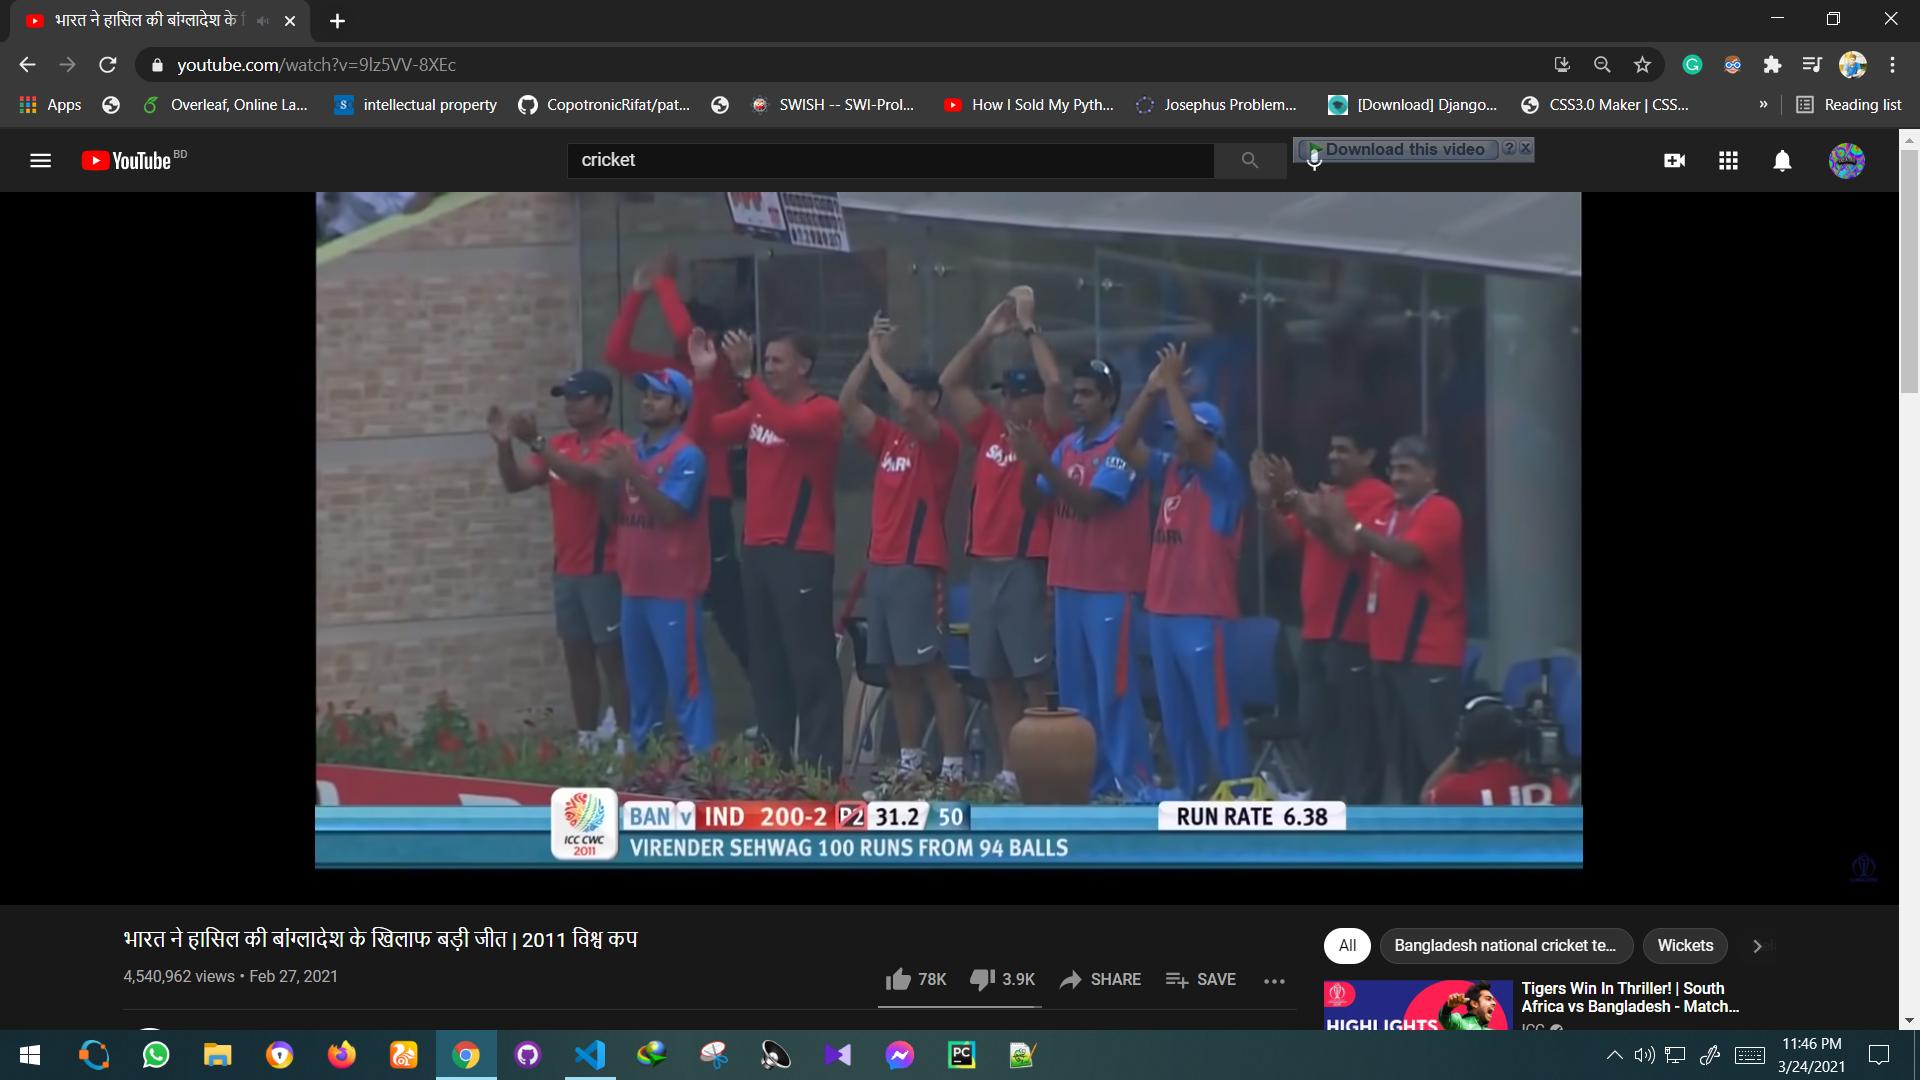 भारत ने हासिल की बांग्लादेश के
youtube.com/watch?v=9lz5VV-8XEc
Apps
Overleaf, Online La...
intellectual property
CopotronicRifat/pat...
SWISH -- SWI-Prol...
How I Sold My Pyth...
Josephus Problem...
[Download] Django...
CSS3.0 Maker | CSS...
»
Reading list
YouTube BD
cricket
Download this video
SAHARA
BAN v IND 200-2 P2 31.2 50
RUN RATE 6.38
ICC CWC
2011
VIRENDER SEHWAG 100 RUNS FROM 94 BALLS
भारत ने हासिल की बांग्लादेश के खिलाफ बड़ी जीत | 2011 विश्व कप
4,540,962 views • Feb 27, 2021
78K
3.9K
SHARE
SAVE
All
Bangladesh national cricket te...
Wickets
Tigers Win In Thriller! | South
Africa vs Bangladesh - Match...
ICC
HIGHLIGHTS
PC
11:46 PM
3/24/2021